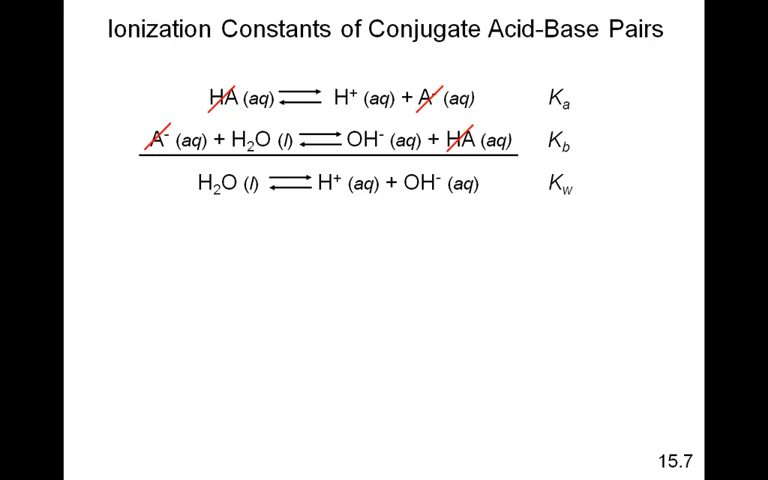 Ionization Constants of Conjugate Acid-Base Pairs
HA (aq) ⇌ H⁺ (aq) + A⁻ (aq) Kₐ
A⁻ (aq) + H₂O (l) ⇌ OH⁻ (aq) + HA (aq) K_b
H₂O (l) ⇌ H⁺ (aq) + OH⁻ (aq) K_w
15.7